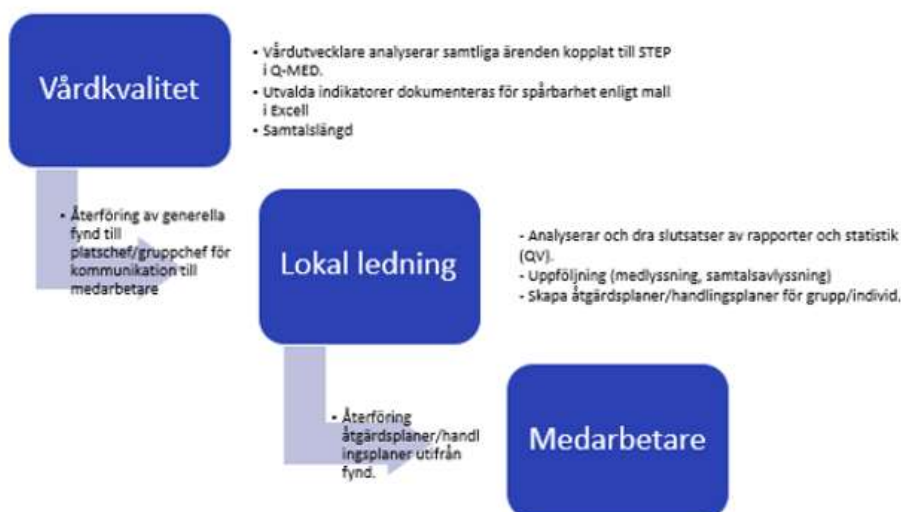 Vårdkvalitet
• Vårdutvecklare analyserar samtliga ärenden kopplat till STEP
i Q-MED.
• Utvalda indikatorer dokumenteras för spårbarhet enligt mall
i Excell
• Samtalslängd
• Återföring av generella
fynd till
platschef/gruppchef för
kommunikation till
medarbetare
Lokal ledning
- Analyserar och dra slutsatser av rapporter och statistik
(QV).
- Uppföljning (medlyssning, samtalsavlyssning)
- Skapa åtgärdsplaner/handlingsplaner för grupp/individ.
• Återföring
åtgärdsplaner/handl
ingsplaner utifrån
fynd.
Medarbetare